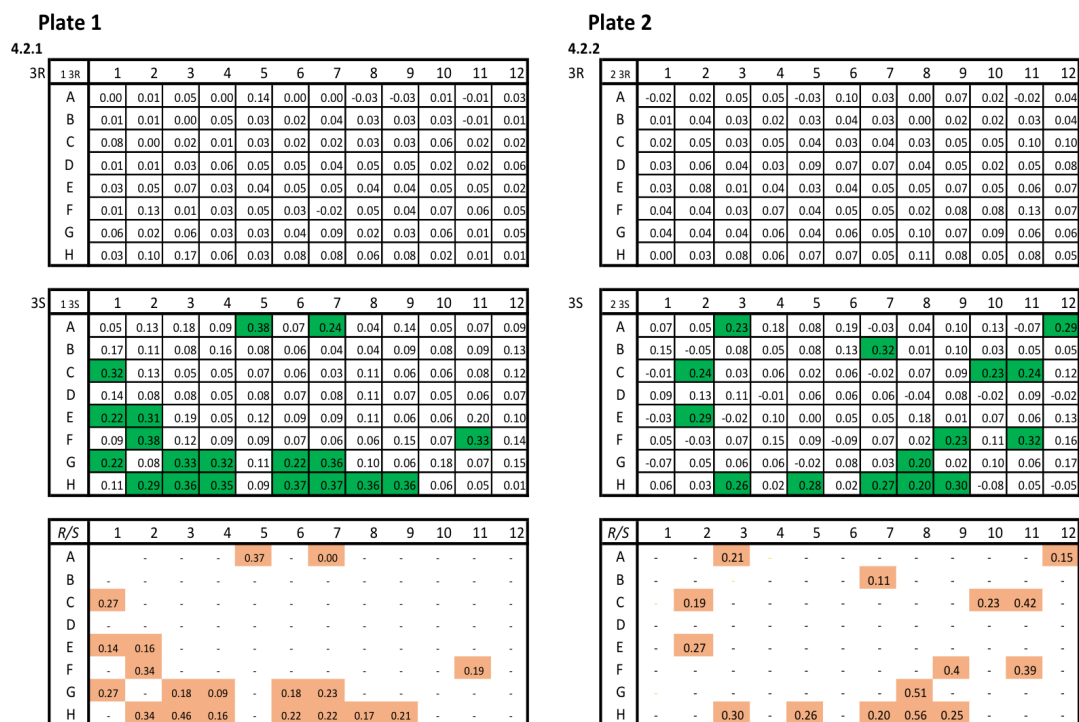 Plate 1 Plate 2
4.2.1 4.2.2
3R 1 3R 1 2 3 4 5 6 7 8 9 10 11 12
A 0.00 0.01 0.05 0.00 0.14 0.00 0.00 -0.03 -0.03 0.01 -0.01 0.03
B 0.01 0.01 0.00 0.05 0.03 0.02 0.04 0.03 0.03 0.03 -0.01 0.01
C 0.08 0.00 0.02 0.01 0.03 0.02 0.02 0.03 0.03 0.06 0.02 0.02
D 0.01 0.01 0.03 0.06 0.05 0.05 0.04 0.05 0.05 0.02 0.02 0.06
E 0.03 0.05 0.07 0.03 0.04 0.05 0.05 0.04 0.04 0.05 0.05 0.02
F 0.01 0.13 0.01 0.03 0.05 0.03 -0.02 0.05 0.04 0.07 0.06 0.05
G 0.06 0.02 0.06 0.03 0.03 0.04 0.09 0.02 0.03 0.06 0.01 0.05
H 0.03 0.10 0.17 0.06 0.03 0.08 0.08 0.06 0.08 0.02 0.01 0.01
3R 2 3R 1 2 3 4 5 6 7 8 9 10 11 12
A -0.02 0.02 0.05 0.05 -0.03 0.10 0.03 0.00 0.07 0.02 -0.02 0.04
B 0.01 0.04 0.03 0.02 0.03 0.04 0.03 0.00 0.02 0.02 0.03 0.04
C 0.02 0.05 0.03 0.05 0.04 0.03 0.04 0.03 0.05 0.05 0.10 0.10
D 0.03 0.06 0.04 0.03 0.09 0.07 0.07 0.04 0.05 0.02 0.05 0.08
E 0.03 0.08 0.01 0.04 0.03 0.04 0.05 0.05 0.07 0.05 0.06 0.07
F 0.04 0.04 0.03 0.07 0.04 0.05 0.05 0.02 0.08 0.08 0.13 0.07
G 0.04 0.04 0.04 0.06 0.04 0.06 0.05 0.10 0.07 0.09 0.06 0.06
H 0.00 0.03 0.08 0.06 0.07 0.07 0.05 0.11 0.08 0.05 0.08 0.05
3S 1 3S 1 2 3 4 5 6 7 8 9 10 11 12
A 0.05 0.13 0.18 0.09 0.38 0.07 0.24 0.04 0.14 0.05 0.07 0.09
B 0.17 0.11 0.08 0.16 0.08 0.06 0.04 0.04 0.09 0.08 0.09 0.13
C 0.32 0.13 0.05 0.05 0.07 0.06 0.03 0.11 0.06 0.06 0.08 0.12
D 0.14 0.08 0.08 0.05 0.08 0.07 0.08 0.11 0.07 0.05 0.06 0.07
E 0.22 0.31 0.19 0.05 0.12 0.09 0.09 0.11 0.06 0.06 0.20 0.10
F 0.09 0.38 0.12 0.09 0.09 0.07 0.06 0.06 0.15 0.07 0.33 0.14
G 0.22 0.08 0.33 0.32 0.11 0.22 0.36 0.10 0.06 0.18 0.07 0.15
H 0.11 0.29 0.36 0.35 0.09 0.37 0.37 0.36 0.36 0.06 0.05 0.01
3S 2 3S 1 2 3 4 5 6 7 8 9 10 11 12
A 0.07 0.05 0.23 0.18 0.08 0.19 -0.03 0.04 0.10 0.13 -0.07 0.29
B 0.15 -0.05 0.08 0.05 0.08 0.13 0.32 0.01 0.10 0.03 0.05 0.05
C -0.01 0.24 0.03 0.06 0.02 0.06 -0.02 0.07 0.09 0.23 0.24 0.12
D 0.09 0.13 0.11 -0.01 0.06 0.06 0.06 -0.04 0.08 -0.02 0.09 -0.02
E -0.03 0.29 -0.02 0.10 0.00 0.05 0.05 0.18 0.01 0.07 0.06 0.13
F 0.05 -0.03 0.07 0.15 0.09 -0.09 0.07 0.02 0.23 0.11 0.32 0.16
G -0.07 0.05 0.06 0.06 -0.02 0.08 0.03 0.20 0.02 0.10 0.06 0.17
H 0.06 0.03 0.26 0.02 0.28 0.02 0.27 0.20 0.30 -0.08 0.05 -0.05
R/S 1 2 3 4 5 6 7 8 9 10 11 12
A - - - 0.37 - 0.00 - - - - -
B - - - - - - - - - - - -
C 0.27 - - - - - - - - - - -
D - - - - - - - - - - - -
E 0.14 0.16 - - - - - - - - - -
F - 0.34 - - - - - - - - 0.19 -
G 0.27 - 0.18 0.09 - 0.18 0.23 - - - - -
H - 0.34 0.46 0.16 - 0.22 0.22 0.17 0.21 - - -
R/S 1 2 3 4 5 6 7 8 9 10 11 12
A - - 0.21 - - - - - - - - 0.15
B - - - - - - 0.11 - - - - -
C - 0.19 - - - - - - - 0.23 0.42 -
D - - - - - - - - - - - -
E - 0.27 - - - - - - - - - -
F - - - - - - - - 0.4 - 0.39 -
G - - - - - - - 0.51 - - - -
H - - 0.30 - 0.26 - 0.20 0.56 0.25 - - -